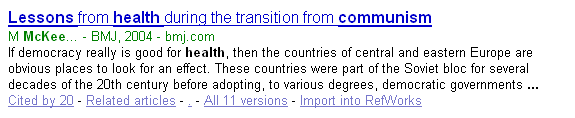 Lessons from health during the transition from communism
M McKee... - BMJ, 2004 - bmj.com
If democracy really is good for health, then the countries of central and eastern Europe are
obvious places to look for an effect. These countries were part of the Soviet bloc for several
decades of the 20th century before adopting, to various degrees, democratic governments ...
Cited by 20 - Related articles - . - All 11 versions - Import into RefWorks